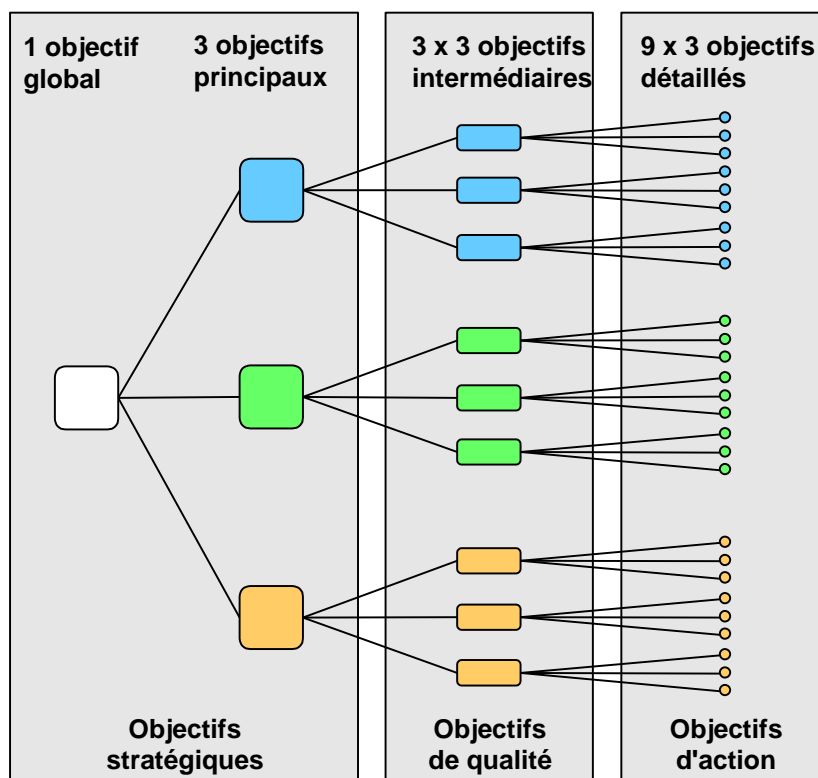 1 objectif
global
3 objectifs
principaux
3 x 3 objectifs
intermédiaires
9 x 3 objectifs
détaillés
Objectifs
stratégiques
Objectifs
de qualité
Objectifs
d'action